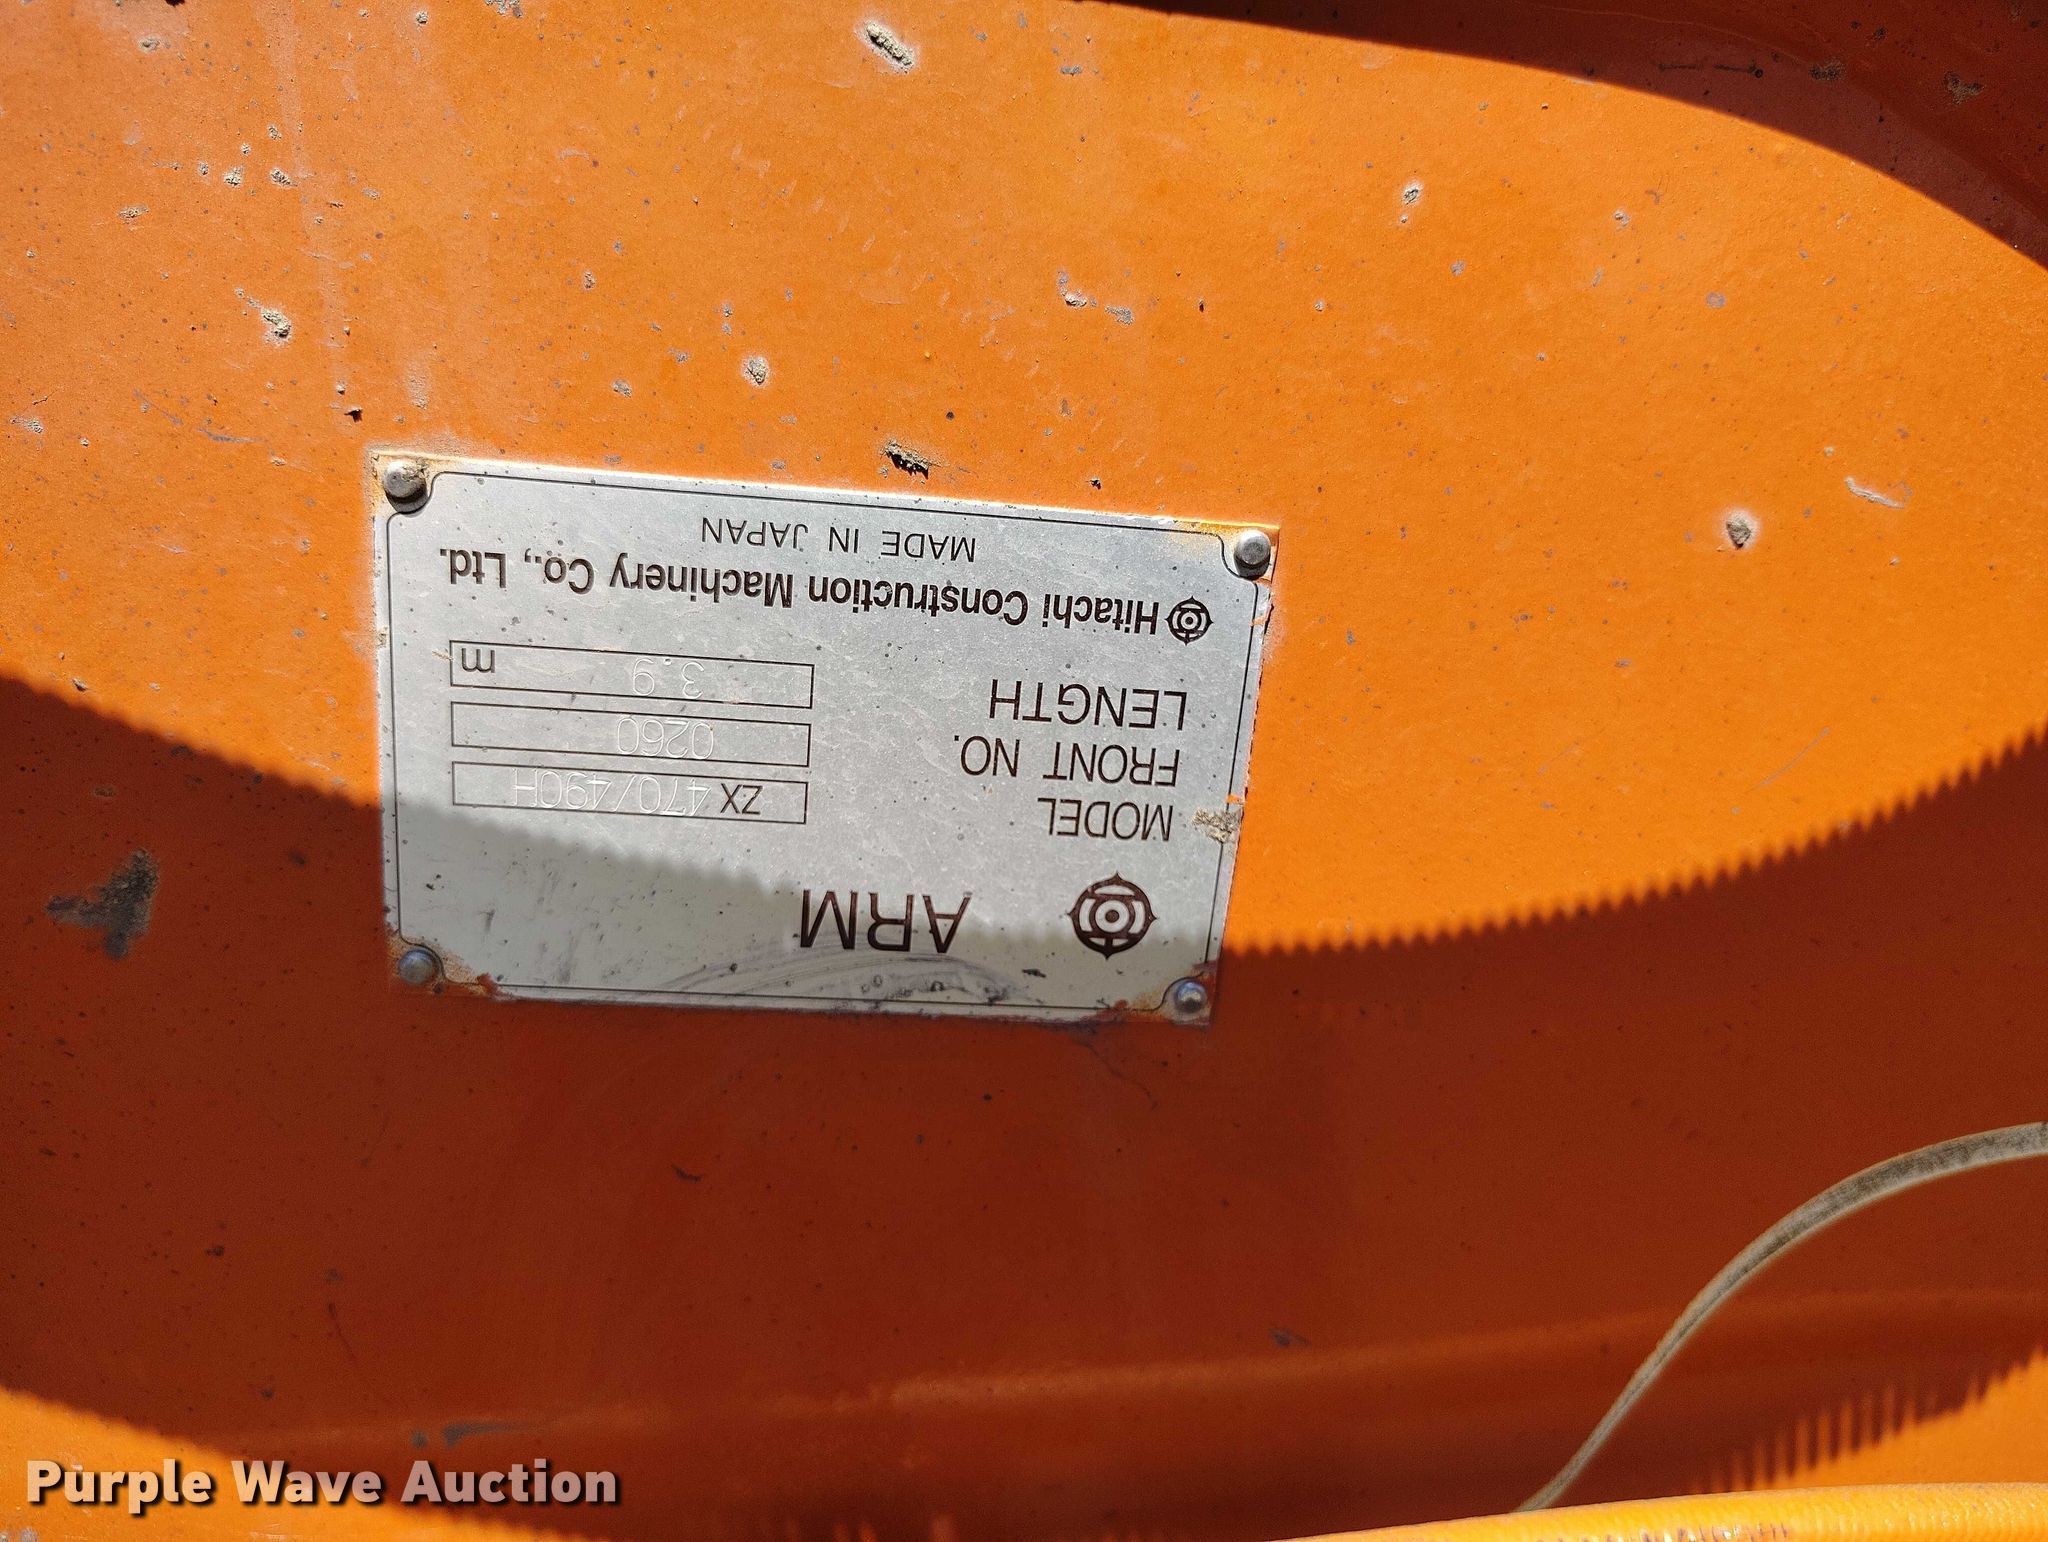 ARM
MODEL ZX 470/490H
FRONT NO. 0260
LENGTH 3.9 m
Hitachi Construction Machinery Co., Ltd.
MADE IN JAPAN
Purple Wave Auction